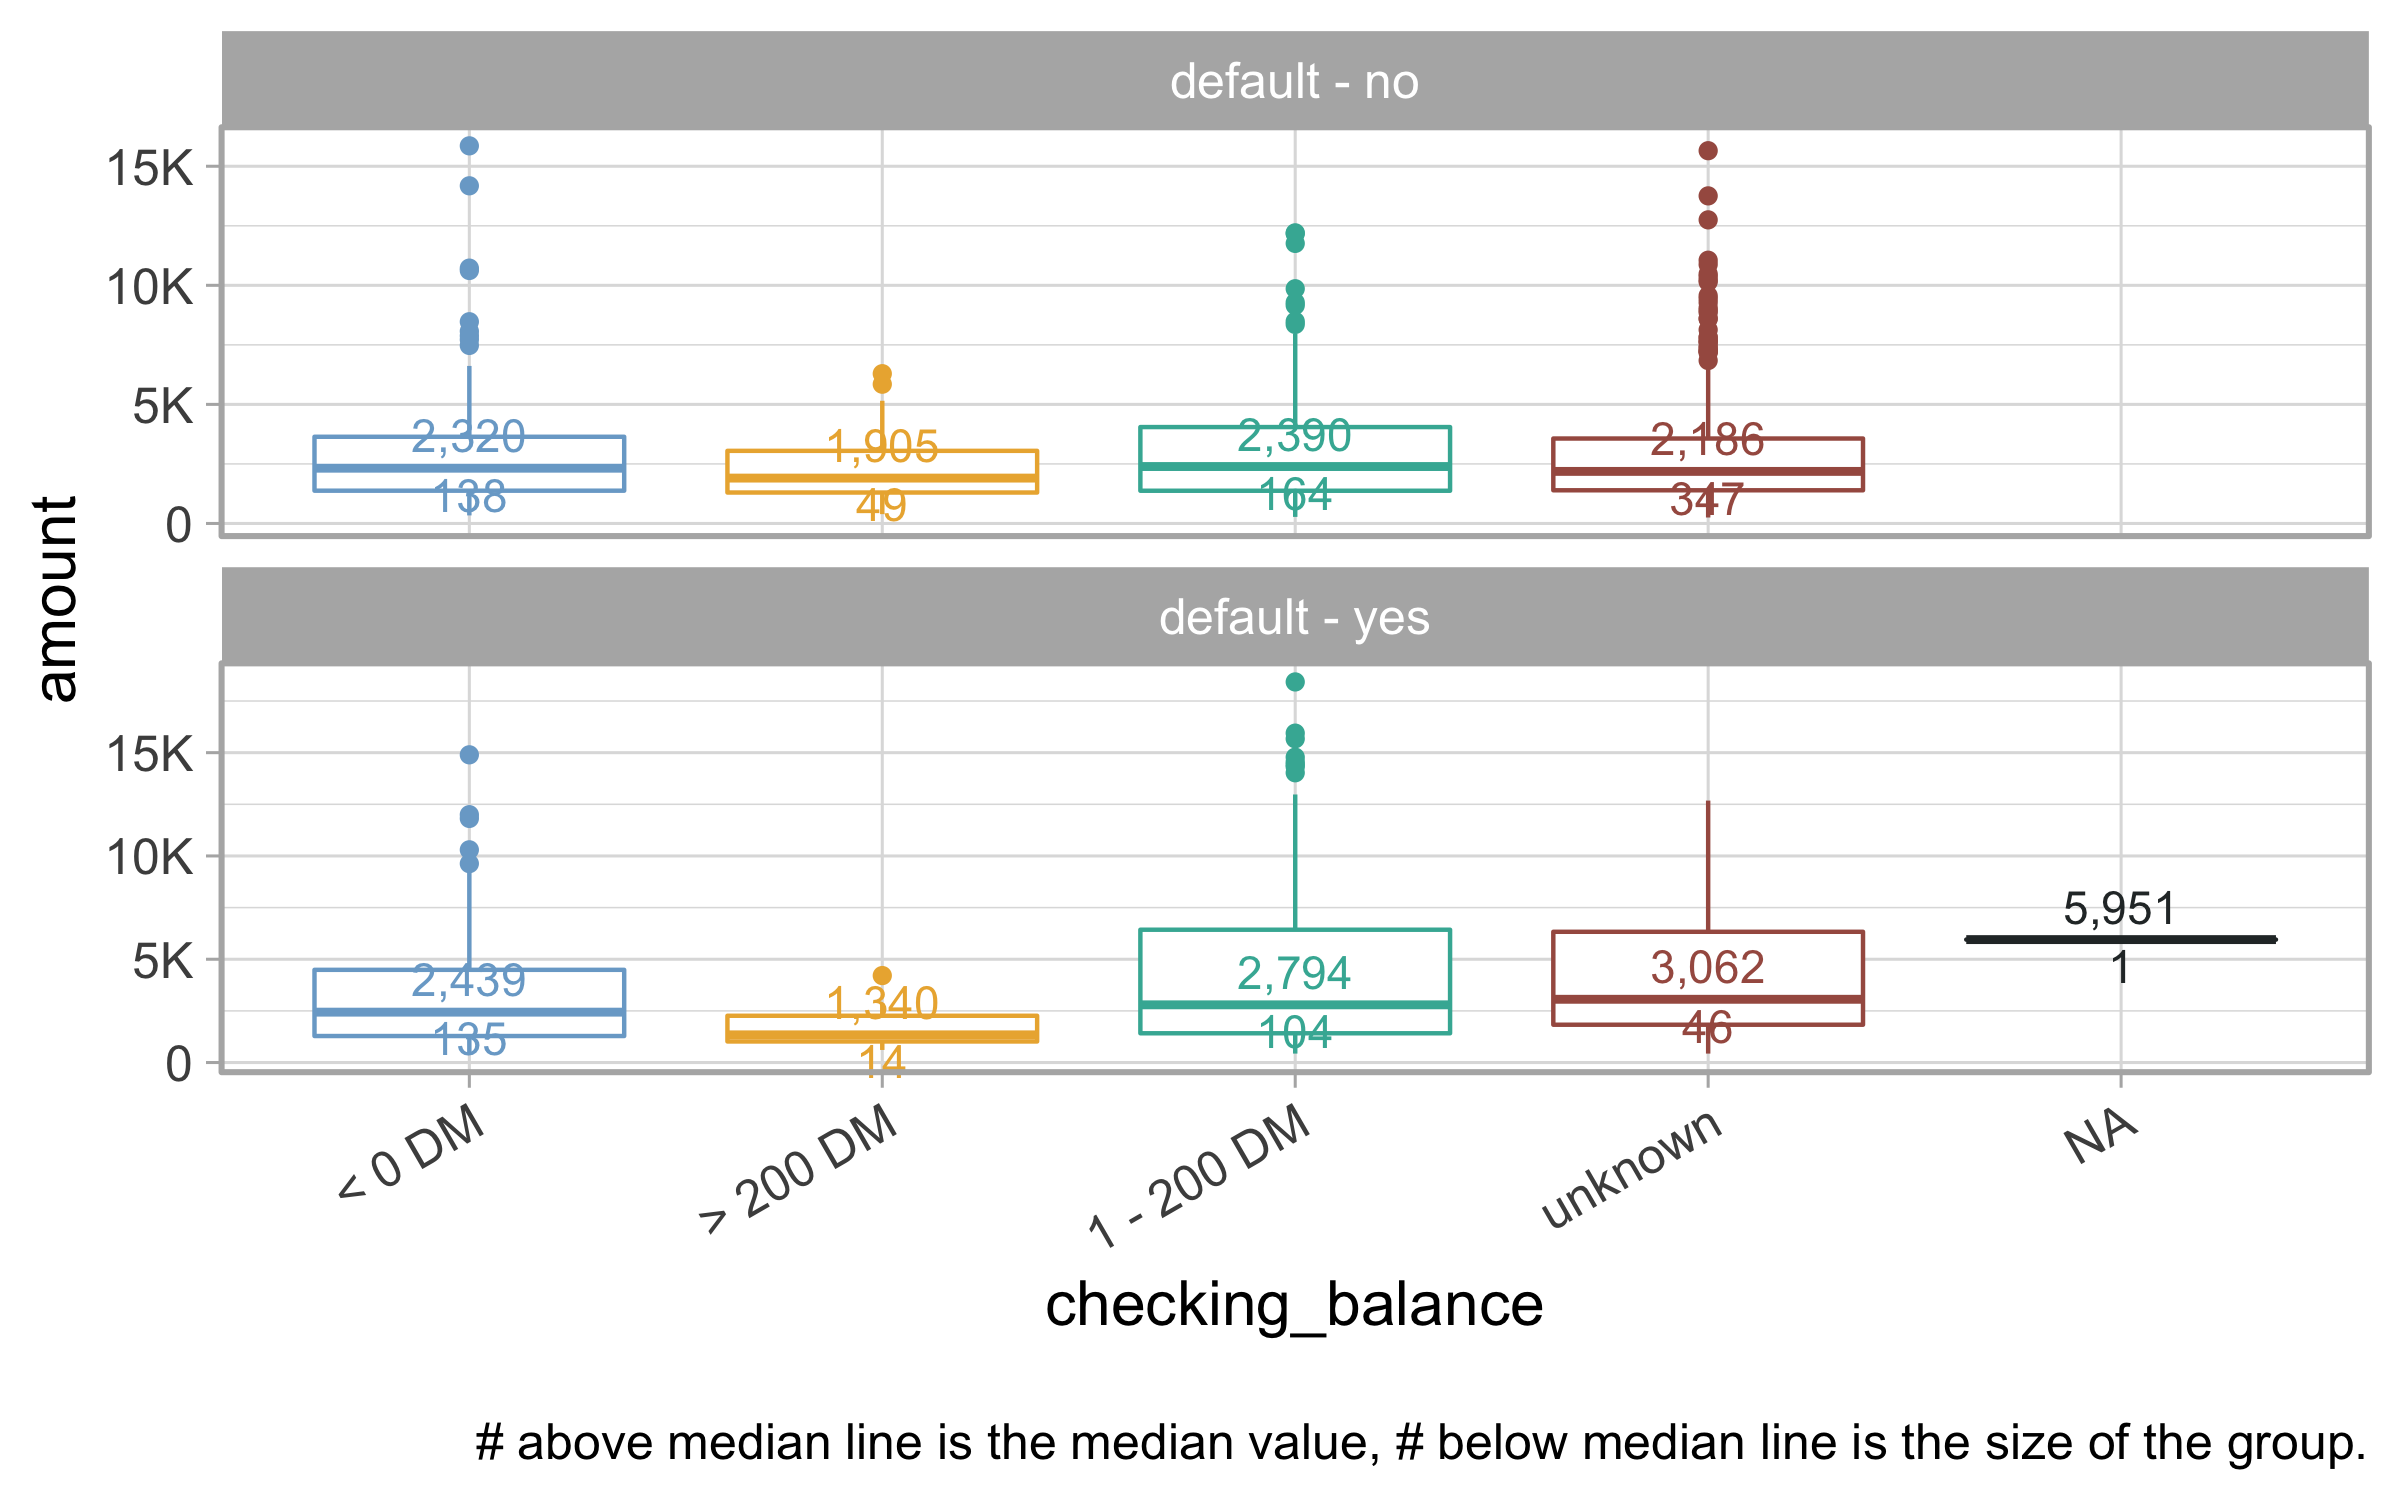 default - no
15K
10K
5K
0
2,320
1,905
2,390
2,186
138
49
164
347
amount
default - yes
15K
10K
5K
0
2,439
1,340
2,794
3,062
5,951
135
14
104
46
1
< 0 DM
> 200 DM
1 - 200 DM
unknown
NA
checking_balance
# above median line is the median value, # below median line is the size of the group.